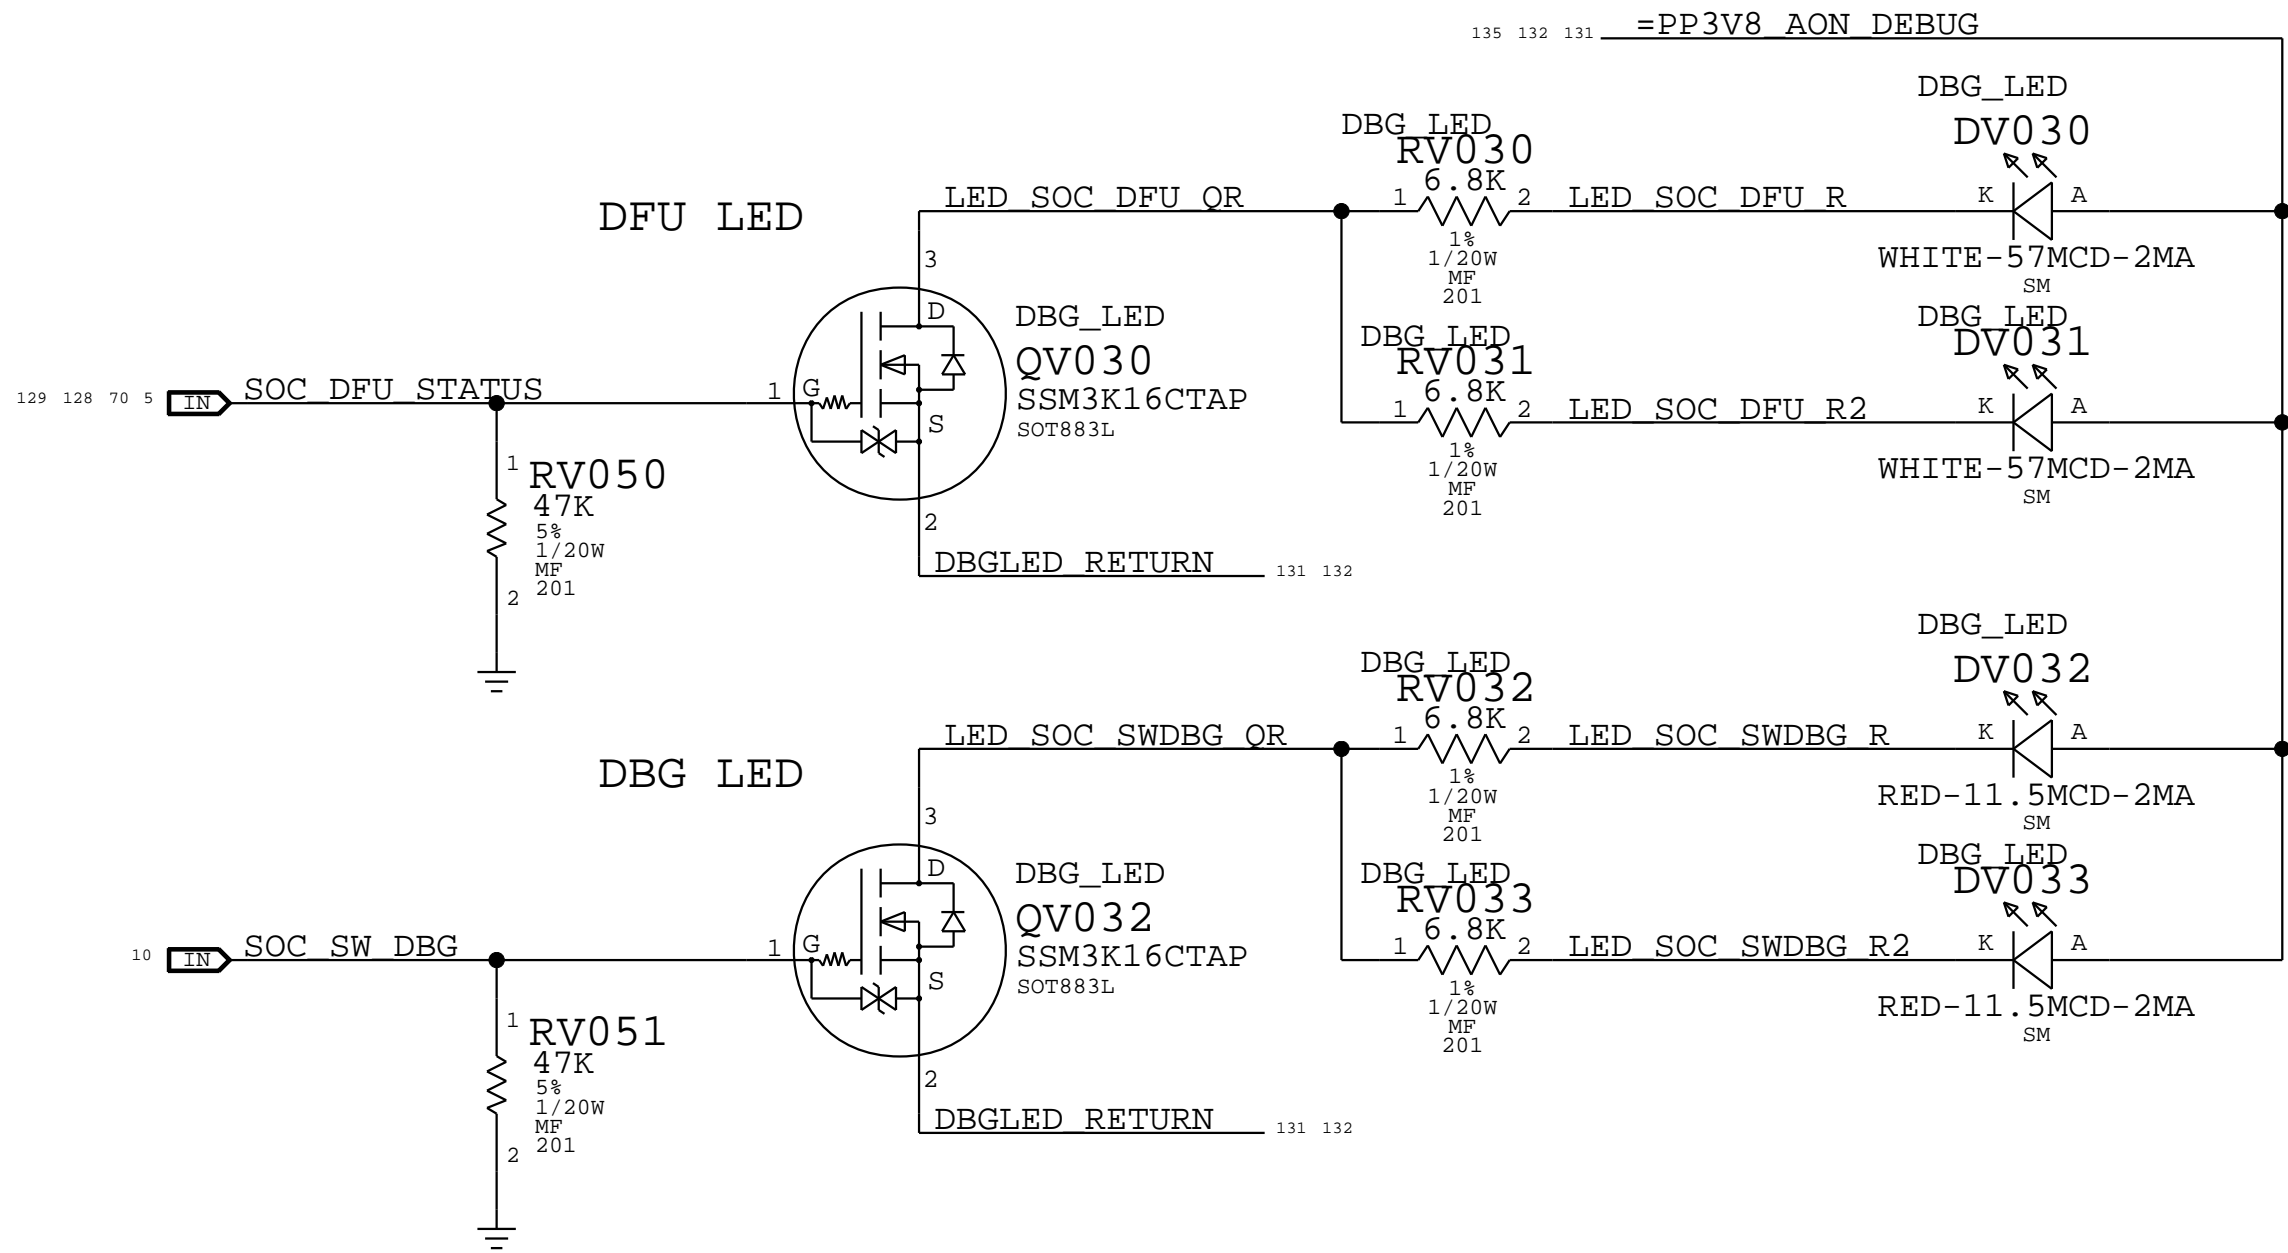 135 132 131 =PP3V8_AON_DEBUG
DBG_LED
DV030
DBG_LED
RV030
6.8K
DFU LED
LED_SOC_DFU_QR
1
2
LED_SOC_DFU_R
K
A
1%
1/20W
MF
201
WHITE-57MCD-2MA
SM
3
D
DBG_LED
QV030
SSM3K16CTAP
SOT883L
DBG_LED
RV031
6.8K
DBG_LED
DV031
129 128 70 5 IN SOC_DFU_STATUS
1
G
S
1
2
LED_SOC_DFU_R2
K
A
1%
1/20W
MF
201
WHITE-57MCD-2MA
SM
1
RV050
47K
5%
1/20W
MF
201
2
2
DBGLED_RETURN 131 132
DBG_LED
DV032
DBG_LED
RV032
6.8K
DBG LED
LED_SOC_SWDBG_QR
1
2
LED_SOC_SWDBG_R
K
A
1%
1/20W
MF
201
RED-11.5MCD-2MA
SM
3
D
DBG_LED
QV032
SSM3K16CTAP
SOT883L
DBG_LED
RV033
6.8K
DBG_LED
DV033
10 IN SOC_SW_DBG
1
G
S
1
2
LED_SOC_SWDBG_R2
K
A
1%
1/20W
MF
201
RED-11.5MCD-2MA
SM
1
RV051
47K
5%
1/20W
MF
201
2
2
DBGLED_RETURN 131 132